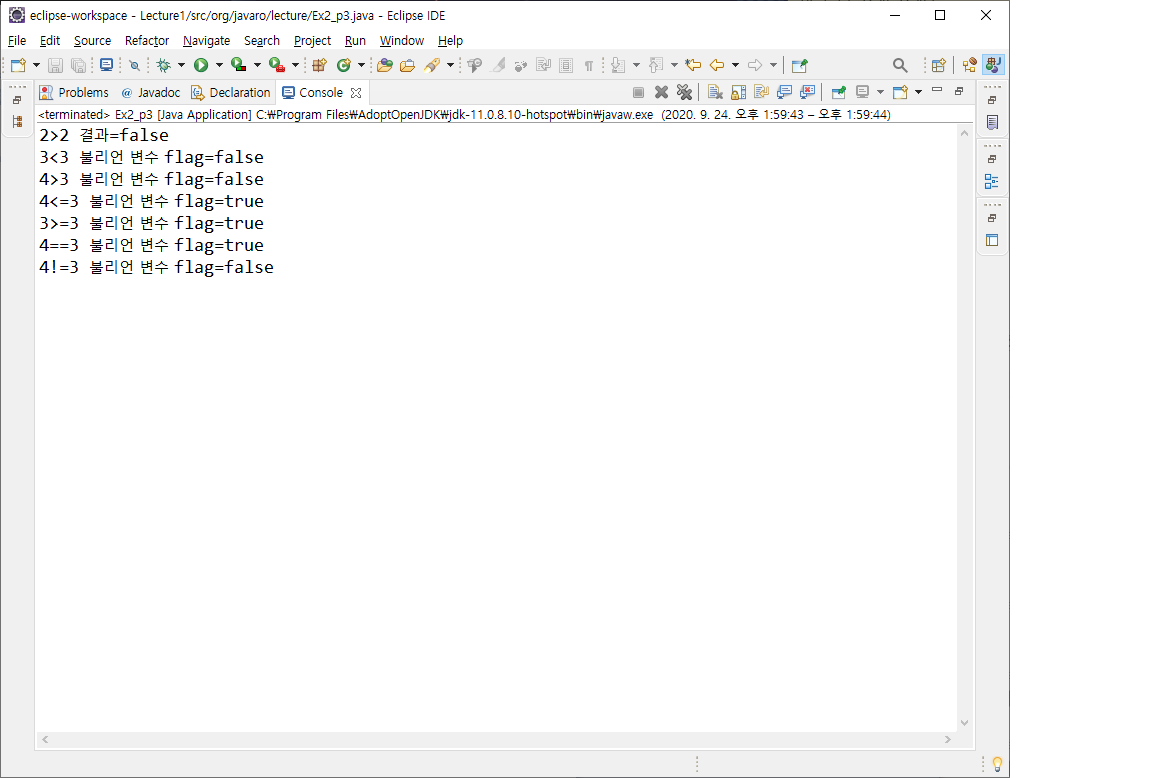 eclipse-workspace - Lecture1/src/org/javaro/lecture/Ex2_p3.java - Eclipse IDE
File Edit Source Refactor Navigate Search Project Run Window Help
Problems @ Javadoc Declaration Console
<terminated> Ex2_p3 [Java Application] C:₩Program Files₩AdoptOpenJDK₩jdk-11.0.8.10-hotspot₩bin₩javaw.exe (2020. 9. 24. 오후 1:59:43 – 오후 1:59:44)
2>2 결과=false
3<3 불리언 변수 flag=false
4>3 불리언 변수 flag=false
4<=3 불리언 변수 flag=true
3>=3 불리언 변수 flag=true
4==3 불리언 변수 flag=true
4!=3 불리언 변수 flag=false